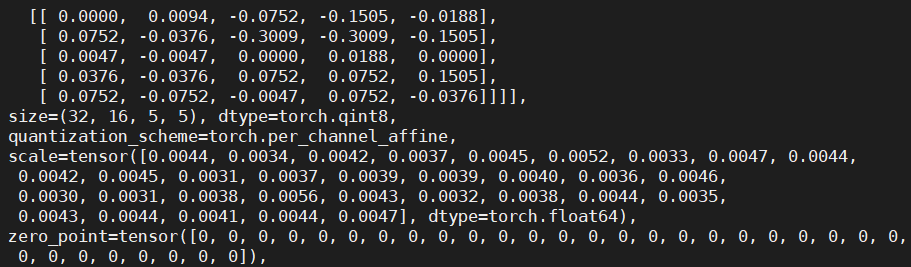 [[ 0.0000,  0.0094, -0.0752, -0.1505, -0.0188],
[ 0.0752, -0.0376, -0.3009, -0.3009, -0.1505],
[ 0.0047, -0.0047,  0.0000,  0.0188,  0.0000],
[ 0.0376, -0.0376,  0.0752,  0.0752,  0.1505],
[ 0.0752, -0.0752, -0.0047,  0.0752, -0.0376]]]],
size=(32, 16, 5, 5), dtype=torch.qint8,
quantization_scheme=torch.per_channel_affine,
scale=tensor([0.0044, 0.0034, 0.0042, 0.0037, 0.0045, 0.0052, 0.0033, 0.0047, 0.0044,
0.0042, 0.0045, 0.0031, 0.0037, 0.0039, 0.0039, 0.0040, 0.0036, 0.0046,
0.0030, 0.0031, 0.0038, 0.0056, 0.0043, 0.0032, 0.0038, 0.0044, 0.0035,
0.0043, 0.0044, 0.0041, 0.0044, 0.0047], dtype=torch.float64),
zero_point=tensor([0, 0, 0, 0, 0, 0, 0, 0, 0, 0, 0, 0, 0, 0, 0, 0, 0, 0, 0, 0, 0, 0, 0, 0,
0, 0, 0, 0, 0, 0, 0, 0]),